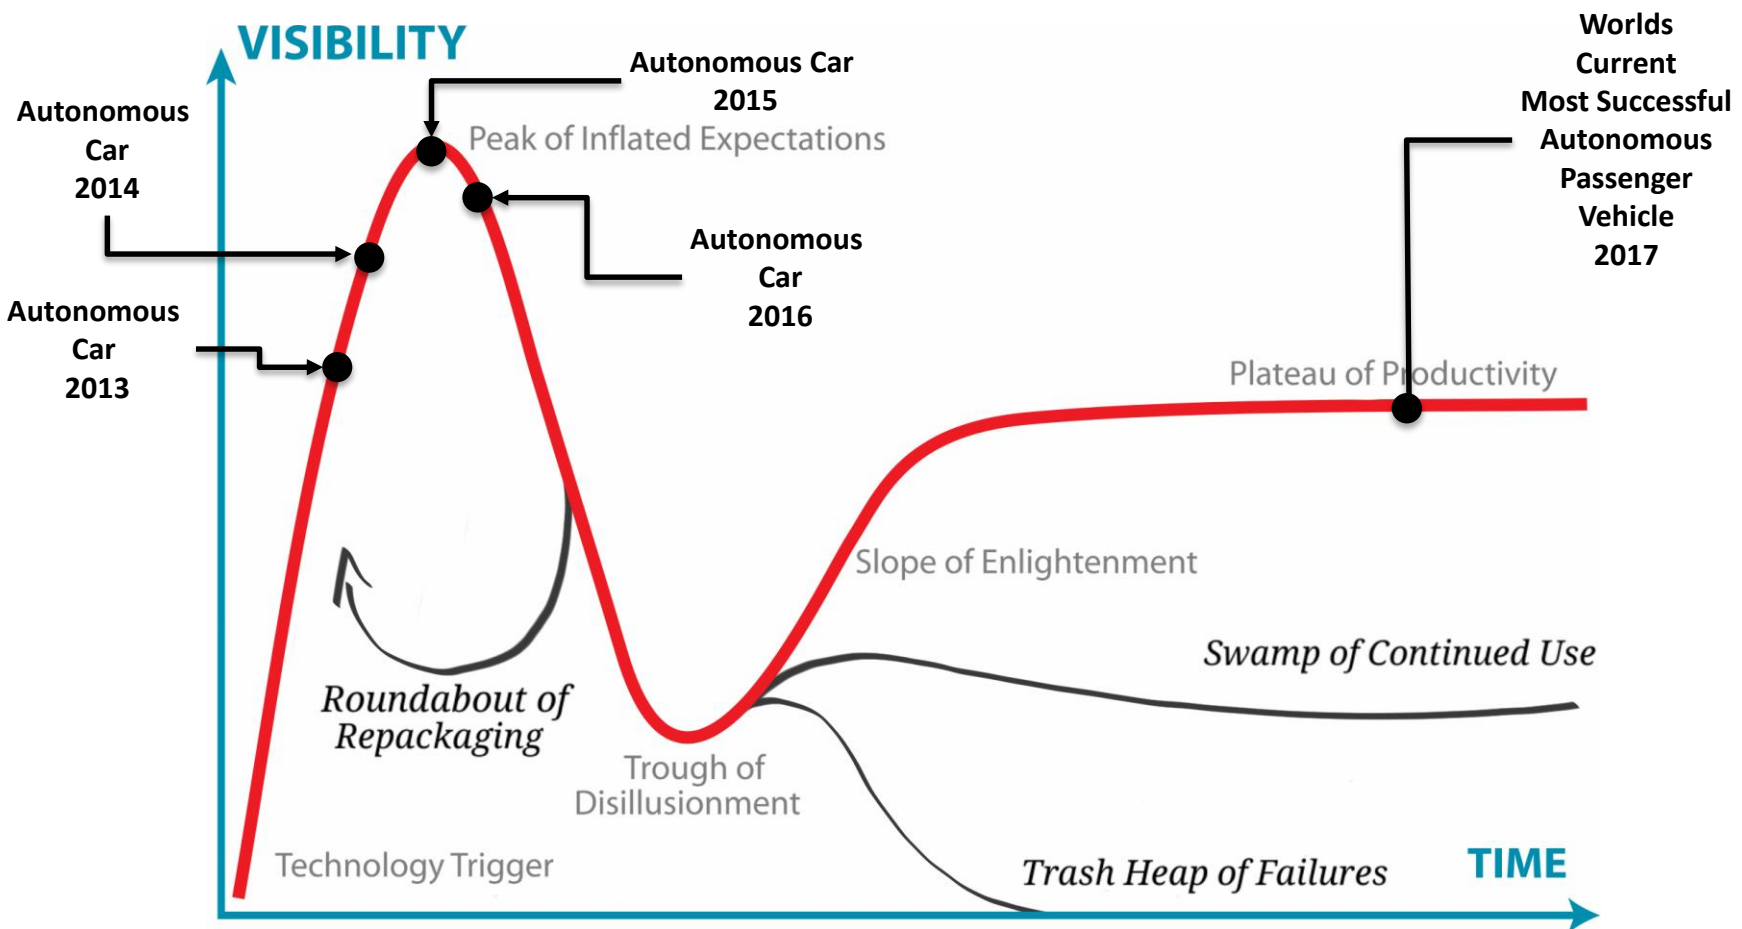 VISIBILITY
Autonomous Car
2015
Worlds
Current
Most Successful
Autonomous
Passenger
Vehicle
2017
Autonomous
Car
2014
Peak of Inflated Expectations
Autonomous
Car
2016
Autonomous
Car
2013
Plateau of Productivity
Slope of Enlightenment
Swamp of Continued Use
Roundabout of
Repackaging
Trough of
Disillusionment
Technology Trigger
Trash Heap of Failures
TIME